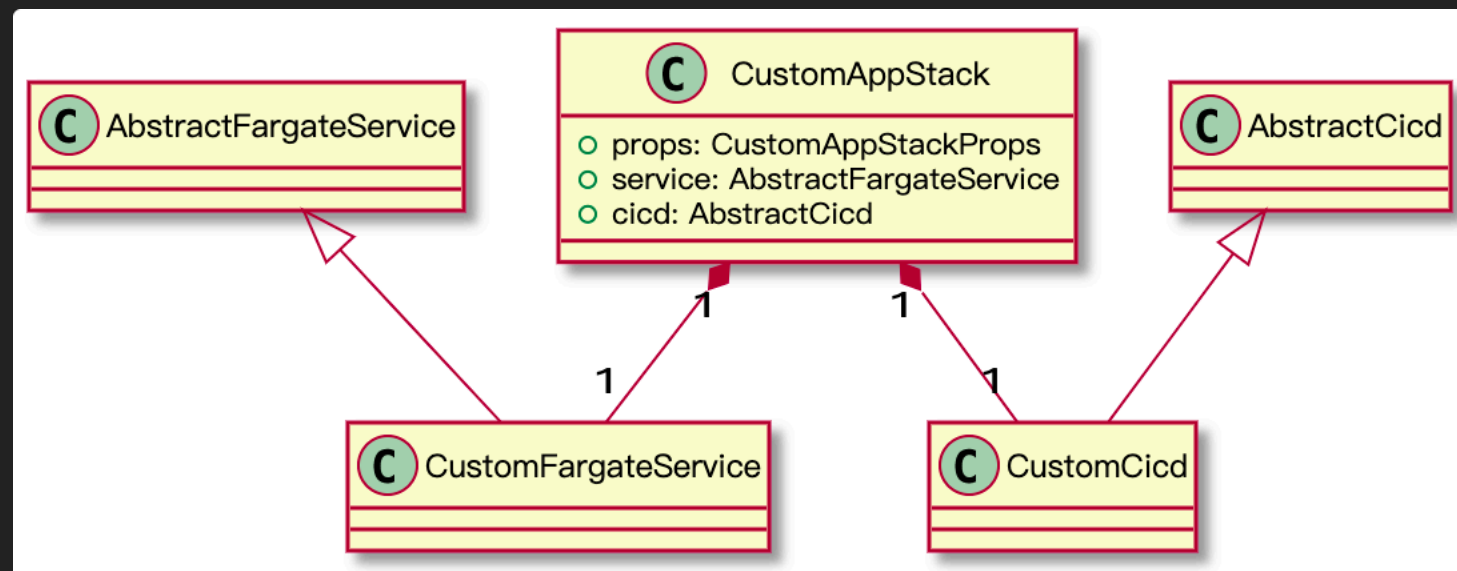 C AbstractFargateService
C CustomAppStack
props: CustomAppStackProps
service: AbstractFargateService
cicd: AbstractCicd
C AbstractCicd
1
1
1
1
C CustomFargateService
C CustomCicd